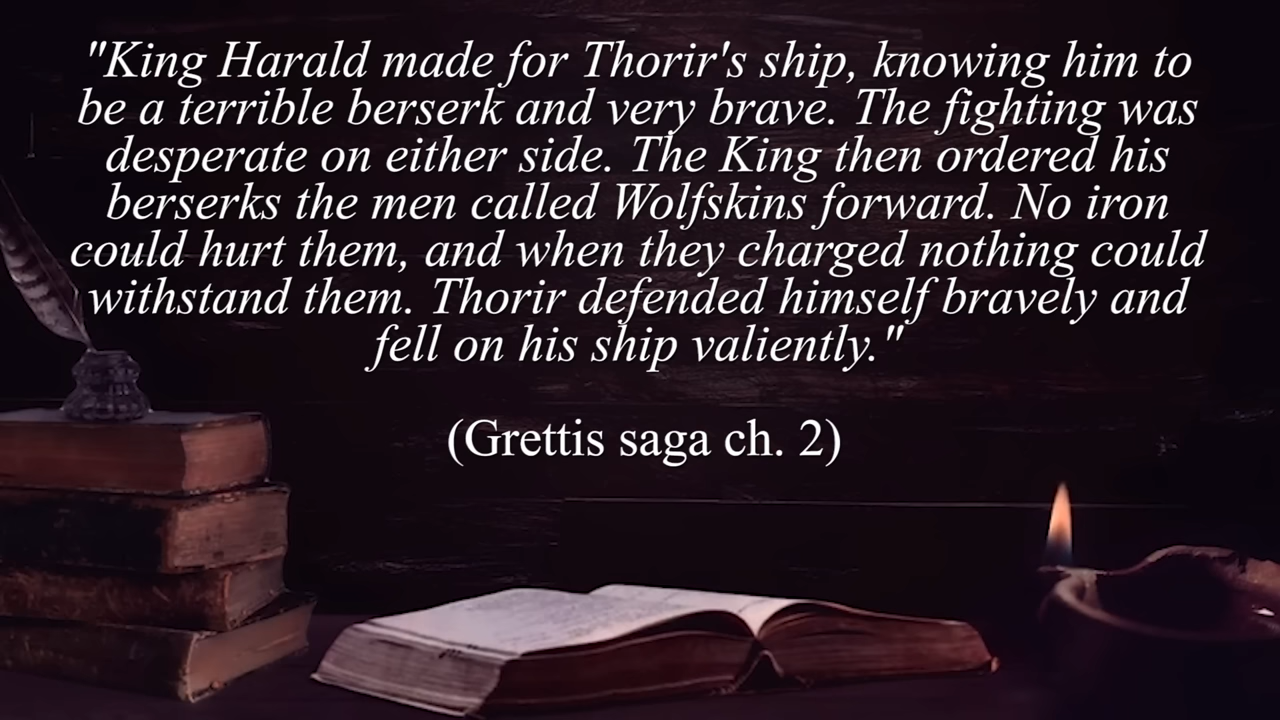 "King Harald made for Thorir's ship, knowing him to
be a terrible berserk and very brave. The fighting was
desperate on either side. The King then ordered his
berserks the men called Wolfskins forward. No iron
could hurt them, and when they charged nothing could
withstand them. Thorir defended himself bravely and
fell on his ship valiently."
(Grettis saga ch. 2)